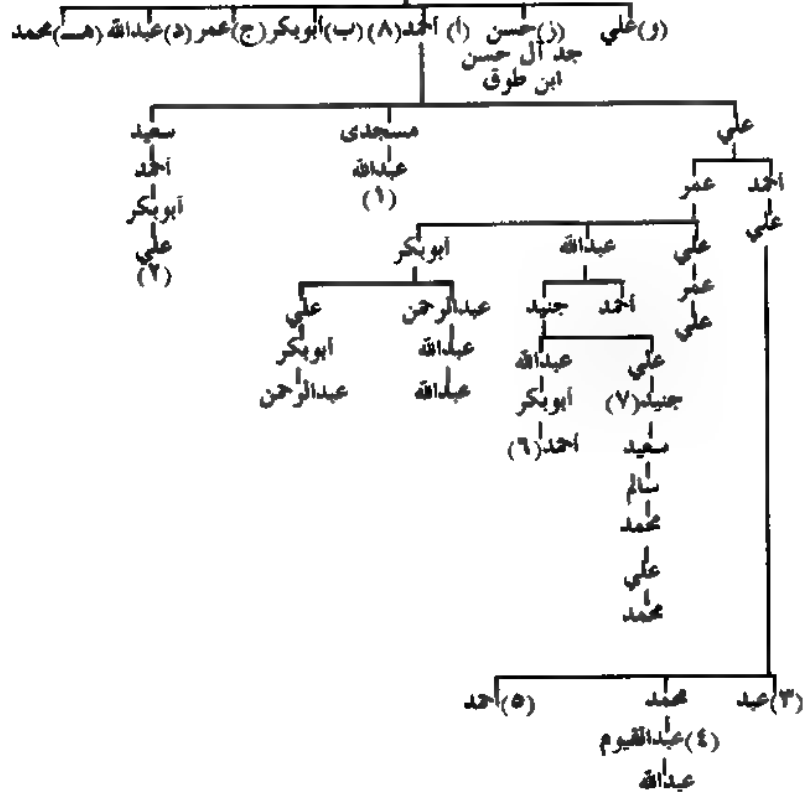 (و) علي (ز) حسن (أ) أحمد (٨) (ب) أبوبكر (ج) عمر (د) عبدالله (هـ) محمد
جد آل حسن
ابن طوق
علي مسجدى سعيد
أحمد عمر عبدالله أحمد
(١)
علي أبوبكر
علي عبدالله أبوبكر علي
(٢)
عمر
أحمد جنيد عبدالرحمن علي
علي
علي عبدالله عبدالله أبوبكر
جنيد (٧) أبوبكر عبدالله عبدالرحمن
سعيد أحمد (٦)
سالم
محمد
علي
محمد
(٣) عبد محمد (٥) أحمد
(٤) عبدالقيوم
عبدالله